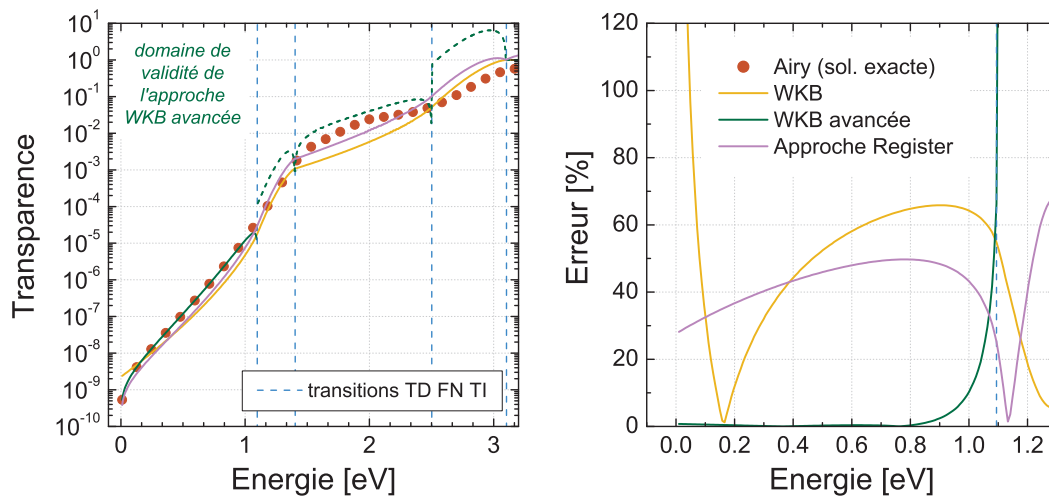 Transparence
10^1
10^0
10^-1
10^-2
10^-3
10^-4
10^-5
10^-6
10^-7
10^-8
10^-9
10^-10
domaine de
validité de
l'approche
WKB avancée
transitions TD FN TI
0 1 2 3
Energie [eV]
Erreur [%]
120
100
80
60
40
20
0
Airy (sol. exacte)
WKB
WKB avancée
Approche Register
0 0.2 0.4 0.6 0.8 1.0 1.2
Energie [eV]